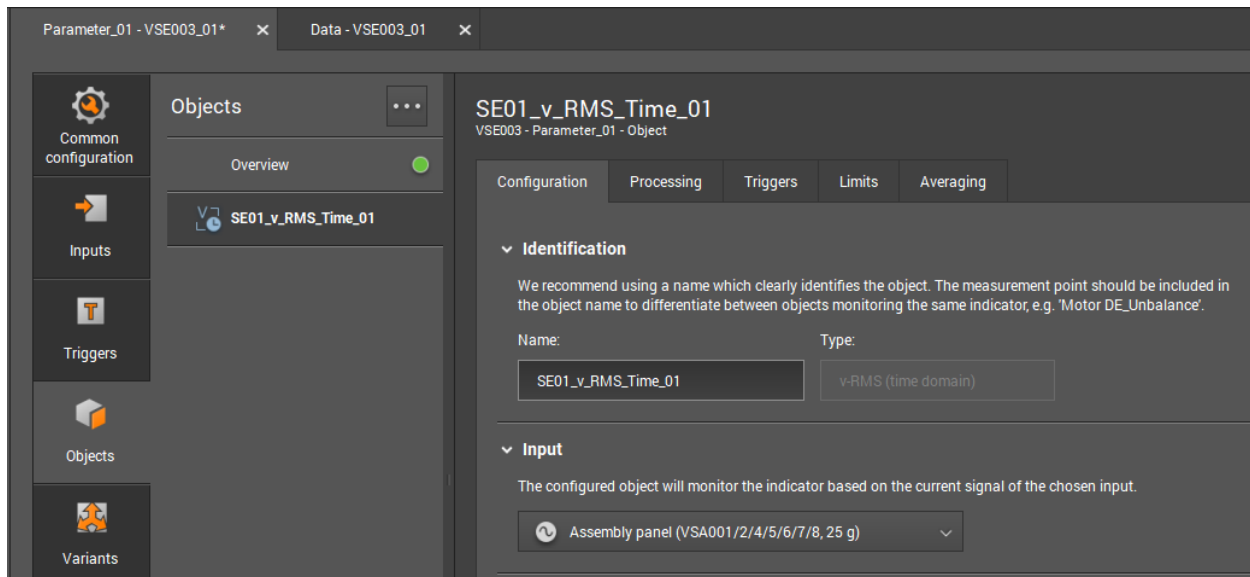 Parameter_01 - VSE003_01*
Data - VSE003_01
Common
configuration
Inputs
Triggers
Objects
Variants
Objects
Overview
SE01_v_RMS_Time_01
SE01_v_RMS_Time_01
VSE003 - Parameter_01 - Object
Configuration Processing Triggers Limits Averaging
Identification
We recommend using a name which clearly identifies the object. The measurement point should be included in
the object name to differentiate between objects monitoring the same indicator, e.g. 'Motor DE_Unbalance'.
Name: Type:
SE01_v_RMS_Time_01 v-RMS (time domain)
Input
The configured object will monitor the indicator based on the current signal of the chosen input.
Assembly panel (VSA001/2/4/5/6/7/8, 25 g)